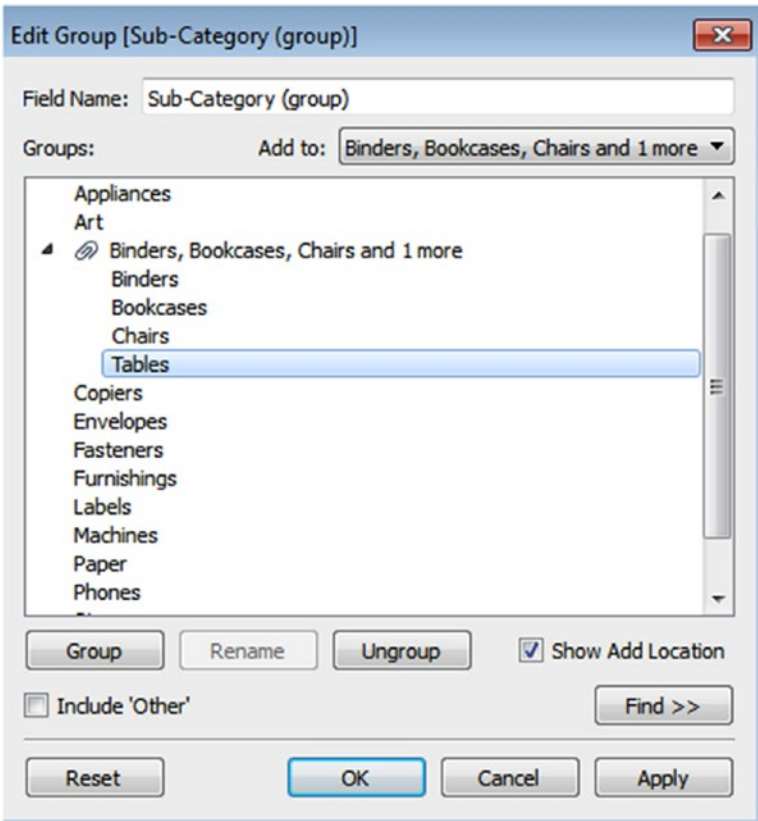 Edit Group [Sub-Category (group)]
Field Name: Sub-Category (group)
Groups: Add to: Binders, Bookcases, Chairs and 1 more
Appliances
Art
Binders, Bookcases, Chairs and 1 more
Binders
Bookcases
Chairs
Tables
Copiers
Envelopes
Fasteners
Furnishings
Labels
Machines
Paper
Phones
Group Rename Ungroup Show Add Location
Include 'Other' Find >>
Reset OK Cancel Apply